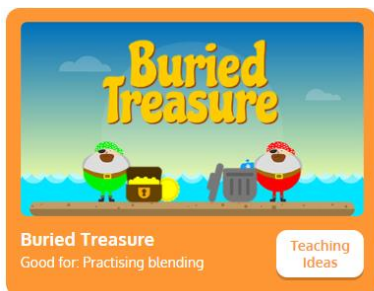 Buried
Treasure
Buried Treasure
Good for: Practising blending
Teaching
Ideas